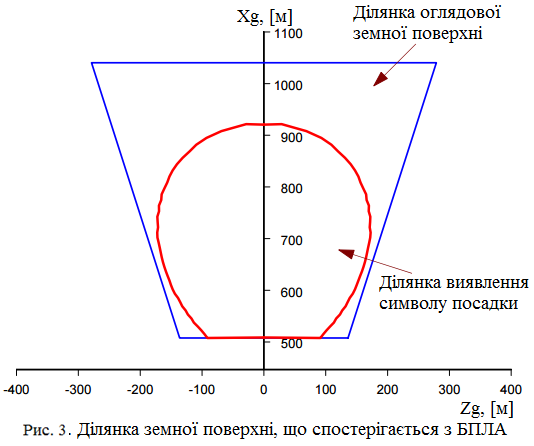 Xg, [м]
Ділянка оглядової
земної поверхні
1100
1000
900
800
700
600
500
Ділянка виявлення
символу посадки
-400 -300 -200 -100 0 100 200 300 400
Zg, [м]
Рис. 3. Ділянка земної поверхні, що спостерігається з БПЛА